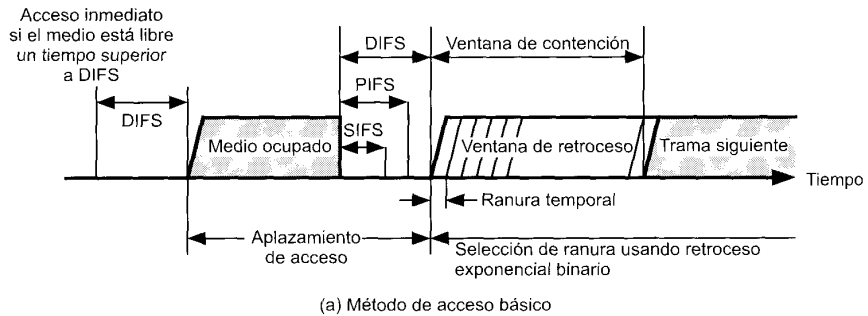 Acceso inmediato
si el medio está libre
un tiempo superior
a DIFS
DIFS
DIFS
Ventana de contención
PIFS
SIFS
Medio ocupado
Ventana de retroceso
Trama siguiente
Tiempo
Ranura temporal
Aplazamiento
de acceso
Selección de ranura usando retroceso
exponencial binario
(a) Método de acceso básico